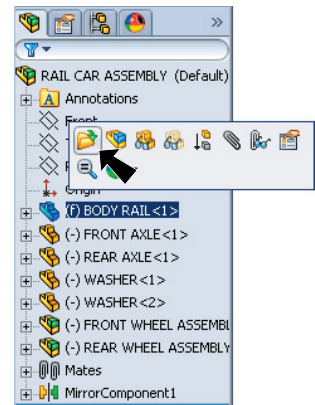 »
RAIL CAR ASSEMBLY (Default)
A Annotations
Front
Origin
(f) BODY RAIL<1>
(-) FRONT AXLE<1>
(-) REAR AXLE<1>
(-) WASHER<1>
(-) WASHER<2>
(-) FRONT WHEEL ASSEMBL
(-) REAR WHEEL ASSEMBLY
Mates
MirrorComponent1